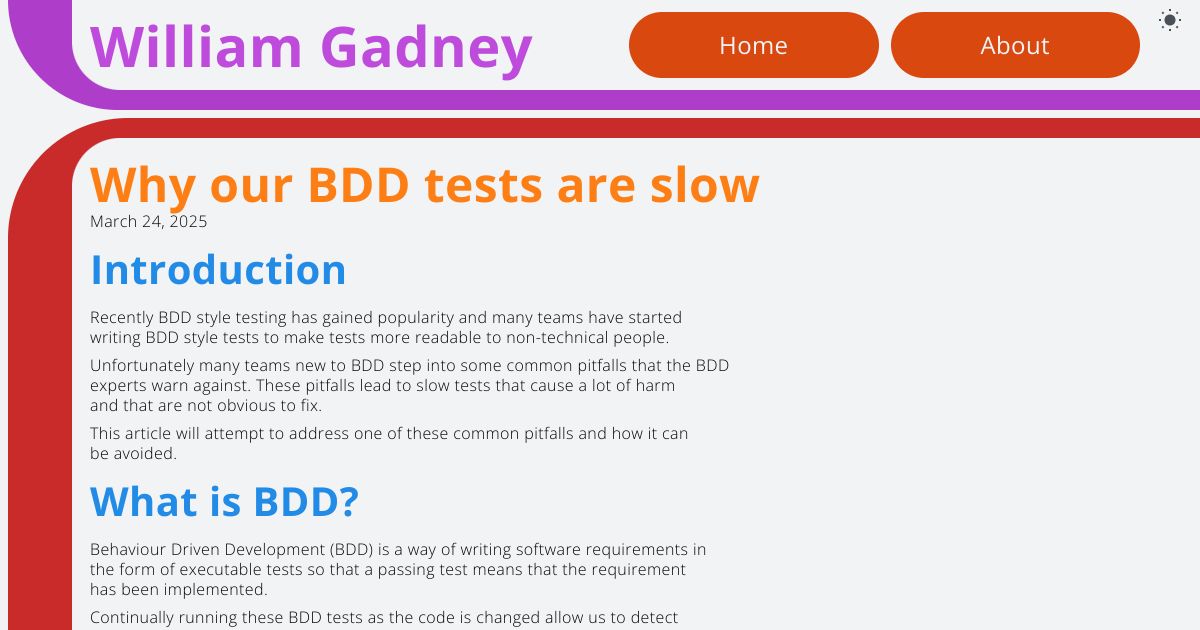 William Gadney
Home
About
Why our BDD tests are slow
March 24, 2025
Introduction
Recently BDD style testing has gained popularity and many teams have started
writing BDD style tests to make tests more readable to non-technical people.
Unfortunately many teams new to BDD step into some common pitfalls that the BDD
experts warn against. These pitfalls lead to slow tests that cause a lot of harm
and that are not obvious to fix.
This article will attempt to address one of these common pitfalls and how it can
be avoided.
What is BDD?
Behaviour Driven Development (BDD) is a way of writing software requirements in
the form of executable tests so that a passing test means that the requirement
has been implemented.
Continually running these BDD tests as the code is changed allow us to detect